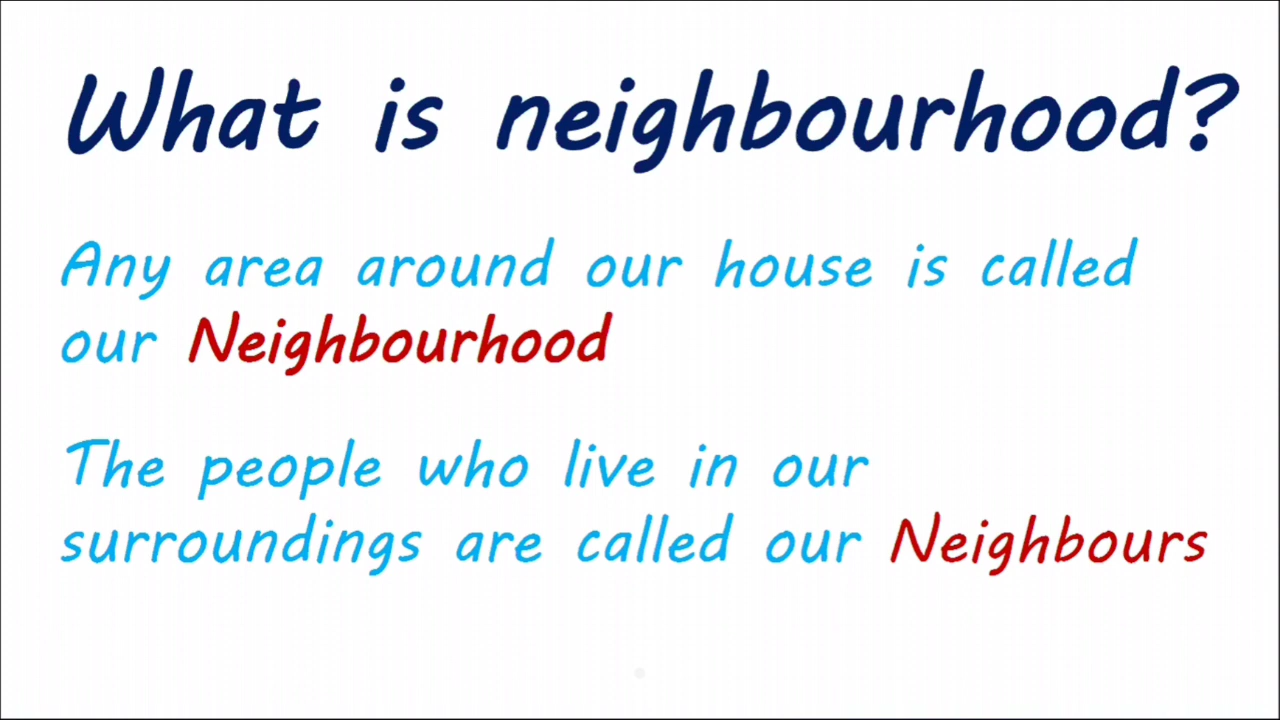 What is neighbourhood?
Any area around our house is called
our Neighbourhood
The people who live in our
surroundings are called our Neighbours